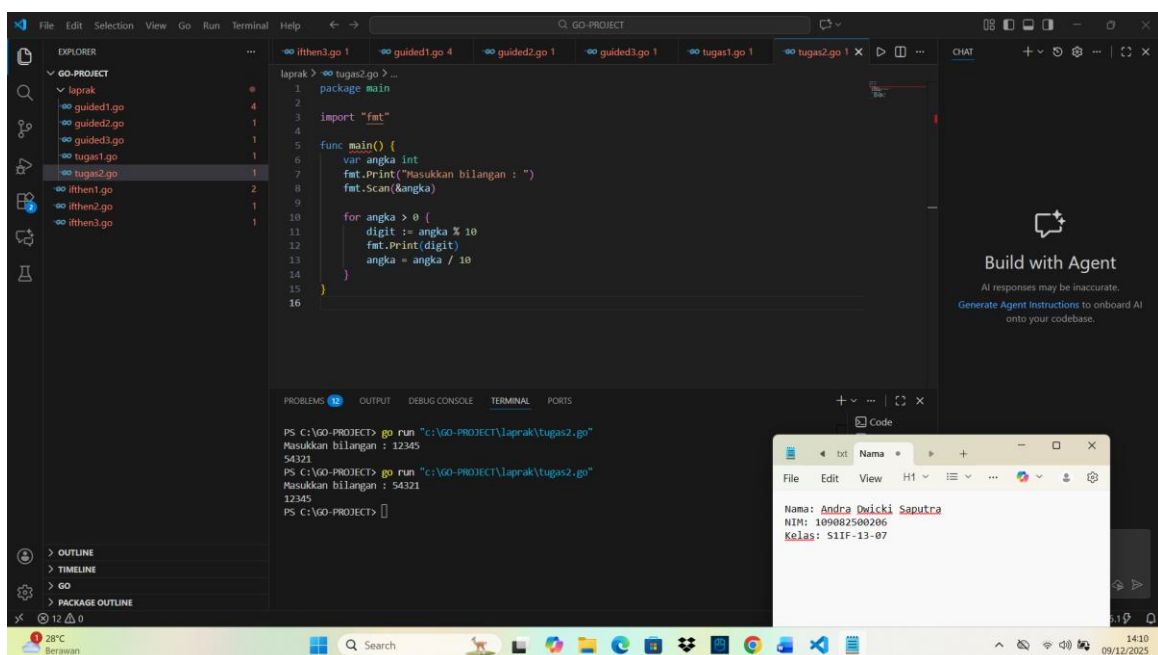 File Edit Selection View Go Run Terminal Help
GO-PROJECT
EXPLORER
GO-PROJECT
laprak
guided1.go 4
guided2.go 1
guided3.go 1
tugas1.go 1
tugas2.go 1
ifthen1.go 2
ifthen2.go 1
ifthen3.go 1
OUTLINE
TIMELINE
GO
PACKAGE OUTLINE
ifthen3.go 1 guided1.go 4 guided2.go 1 guided3.go 1 tugas1.go 1 tugas2.go 1
laprak > tugas2.go > ...
1 package main
2
3 import "fmt"
4
5 func main() {
6 var angka int
7 fmt.Print("Masukkan bilangan : ")
8 fmt.Scan(&angka)
9
10 for angka > 0 {
11 digit := angka % 10
12 fmt.Print(digit)
13 angka = angka / 10
14 }
15 }
16
PROBLEMS 12 OUTPUT DEBUG CONSOLE TERMINAL PORTS
Code
PS C:\GO-PROJECT> go run "c:\GO-PROJECT\laprak\tugas2.go"
Masukkan bilangan : 12345
54321
PS C:\GO-PROJECT> go run "c:\GO-PROJECT\laprak\tugas2.go"
Masukkan bilangan : 54321
12345
PS C:\GO-PROJECT>
CHAT
Build with Agent
AI responses may be inaccurate.
Generate Agent Instructions to onboard AI
onto your codebase.
txt Nama
File Edit View H1
Nama: Andra Dwicki Saputra
NIM: 109082500206
Kelas: S1IF-13-07
12 0
1
28°C
Berawan
Search
14:10
09/12/2025